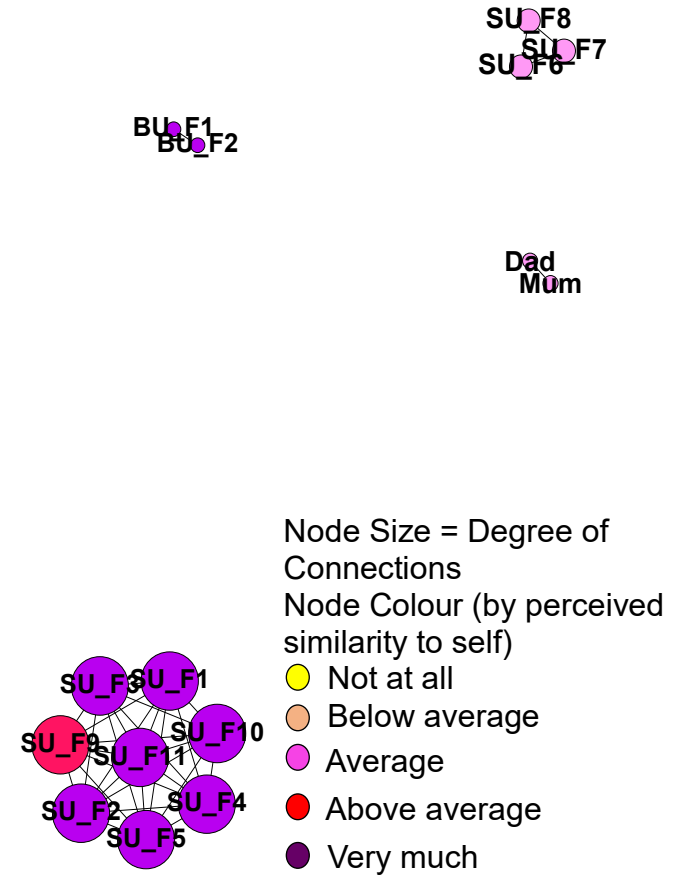 SU_F8
SU_F7
SU_F6
BU_F1
BU_F2
Dad
Mum
Node Size = Degree of
Connections
Node Colour (by perceived
similarity to self)
Not at all
Below average
Average
Above average
Very much
SU_F3
SU_F1
SU_F10
SU_F9
SU_F11
SU_F2
SU_F4
SU_F5